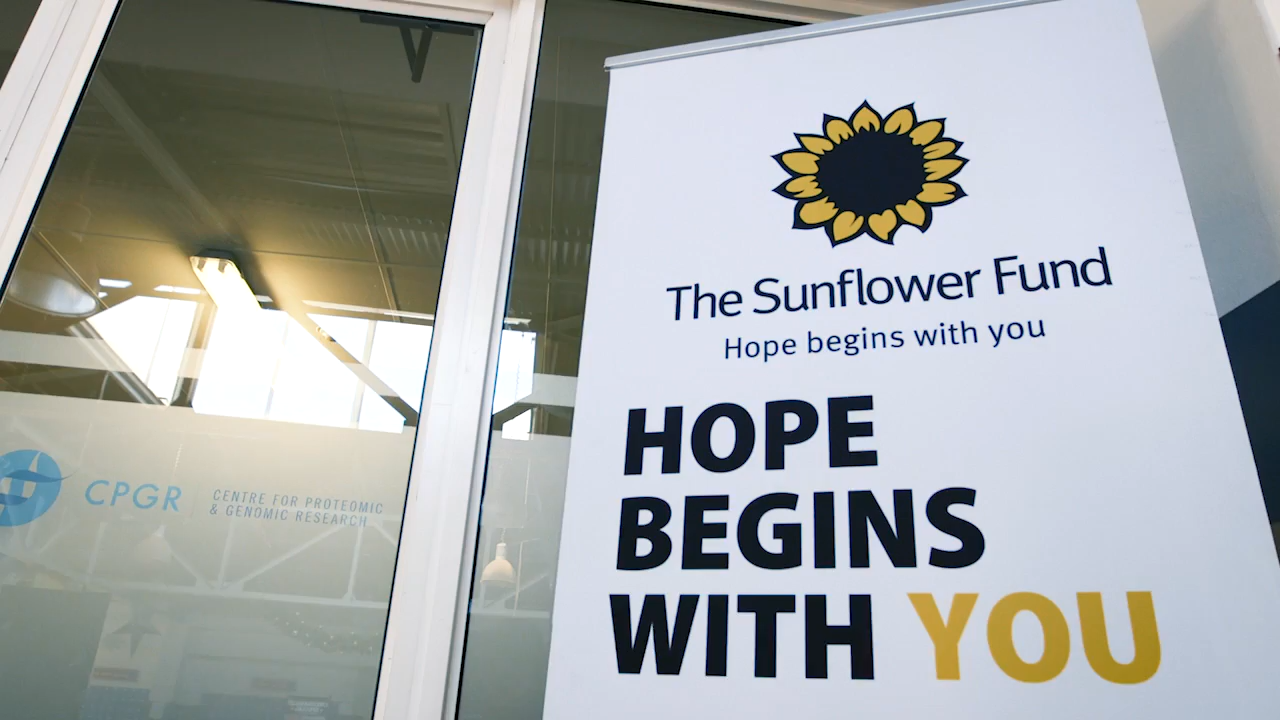 The Sunflower Fund
Hope begins with you
HOPE
BEGINS
WITH YOU
CPGR
CENTRE FOR PROTEOMIC
& GENOMIC RESEARCH